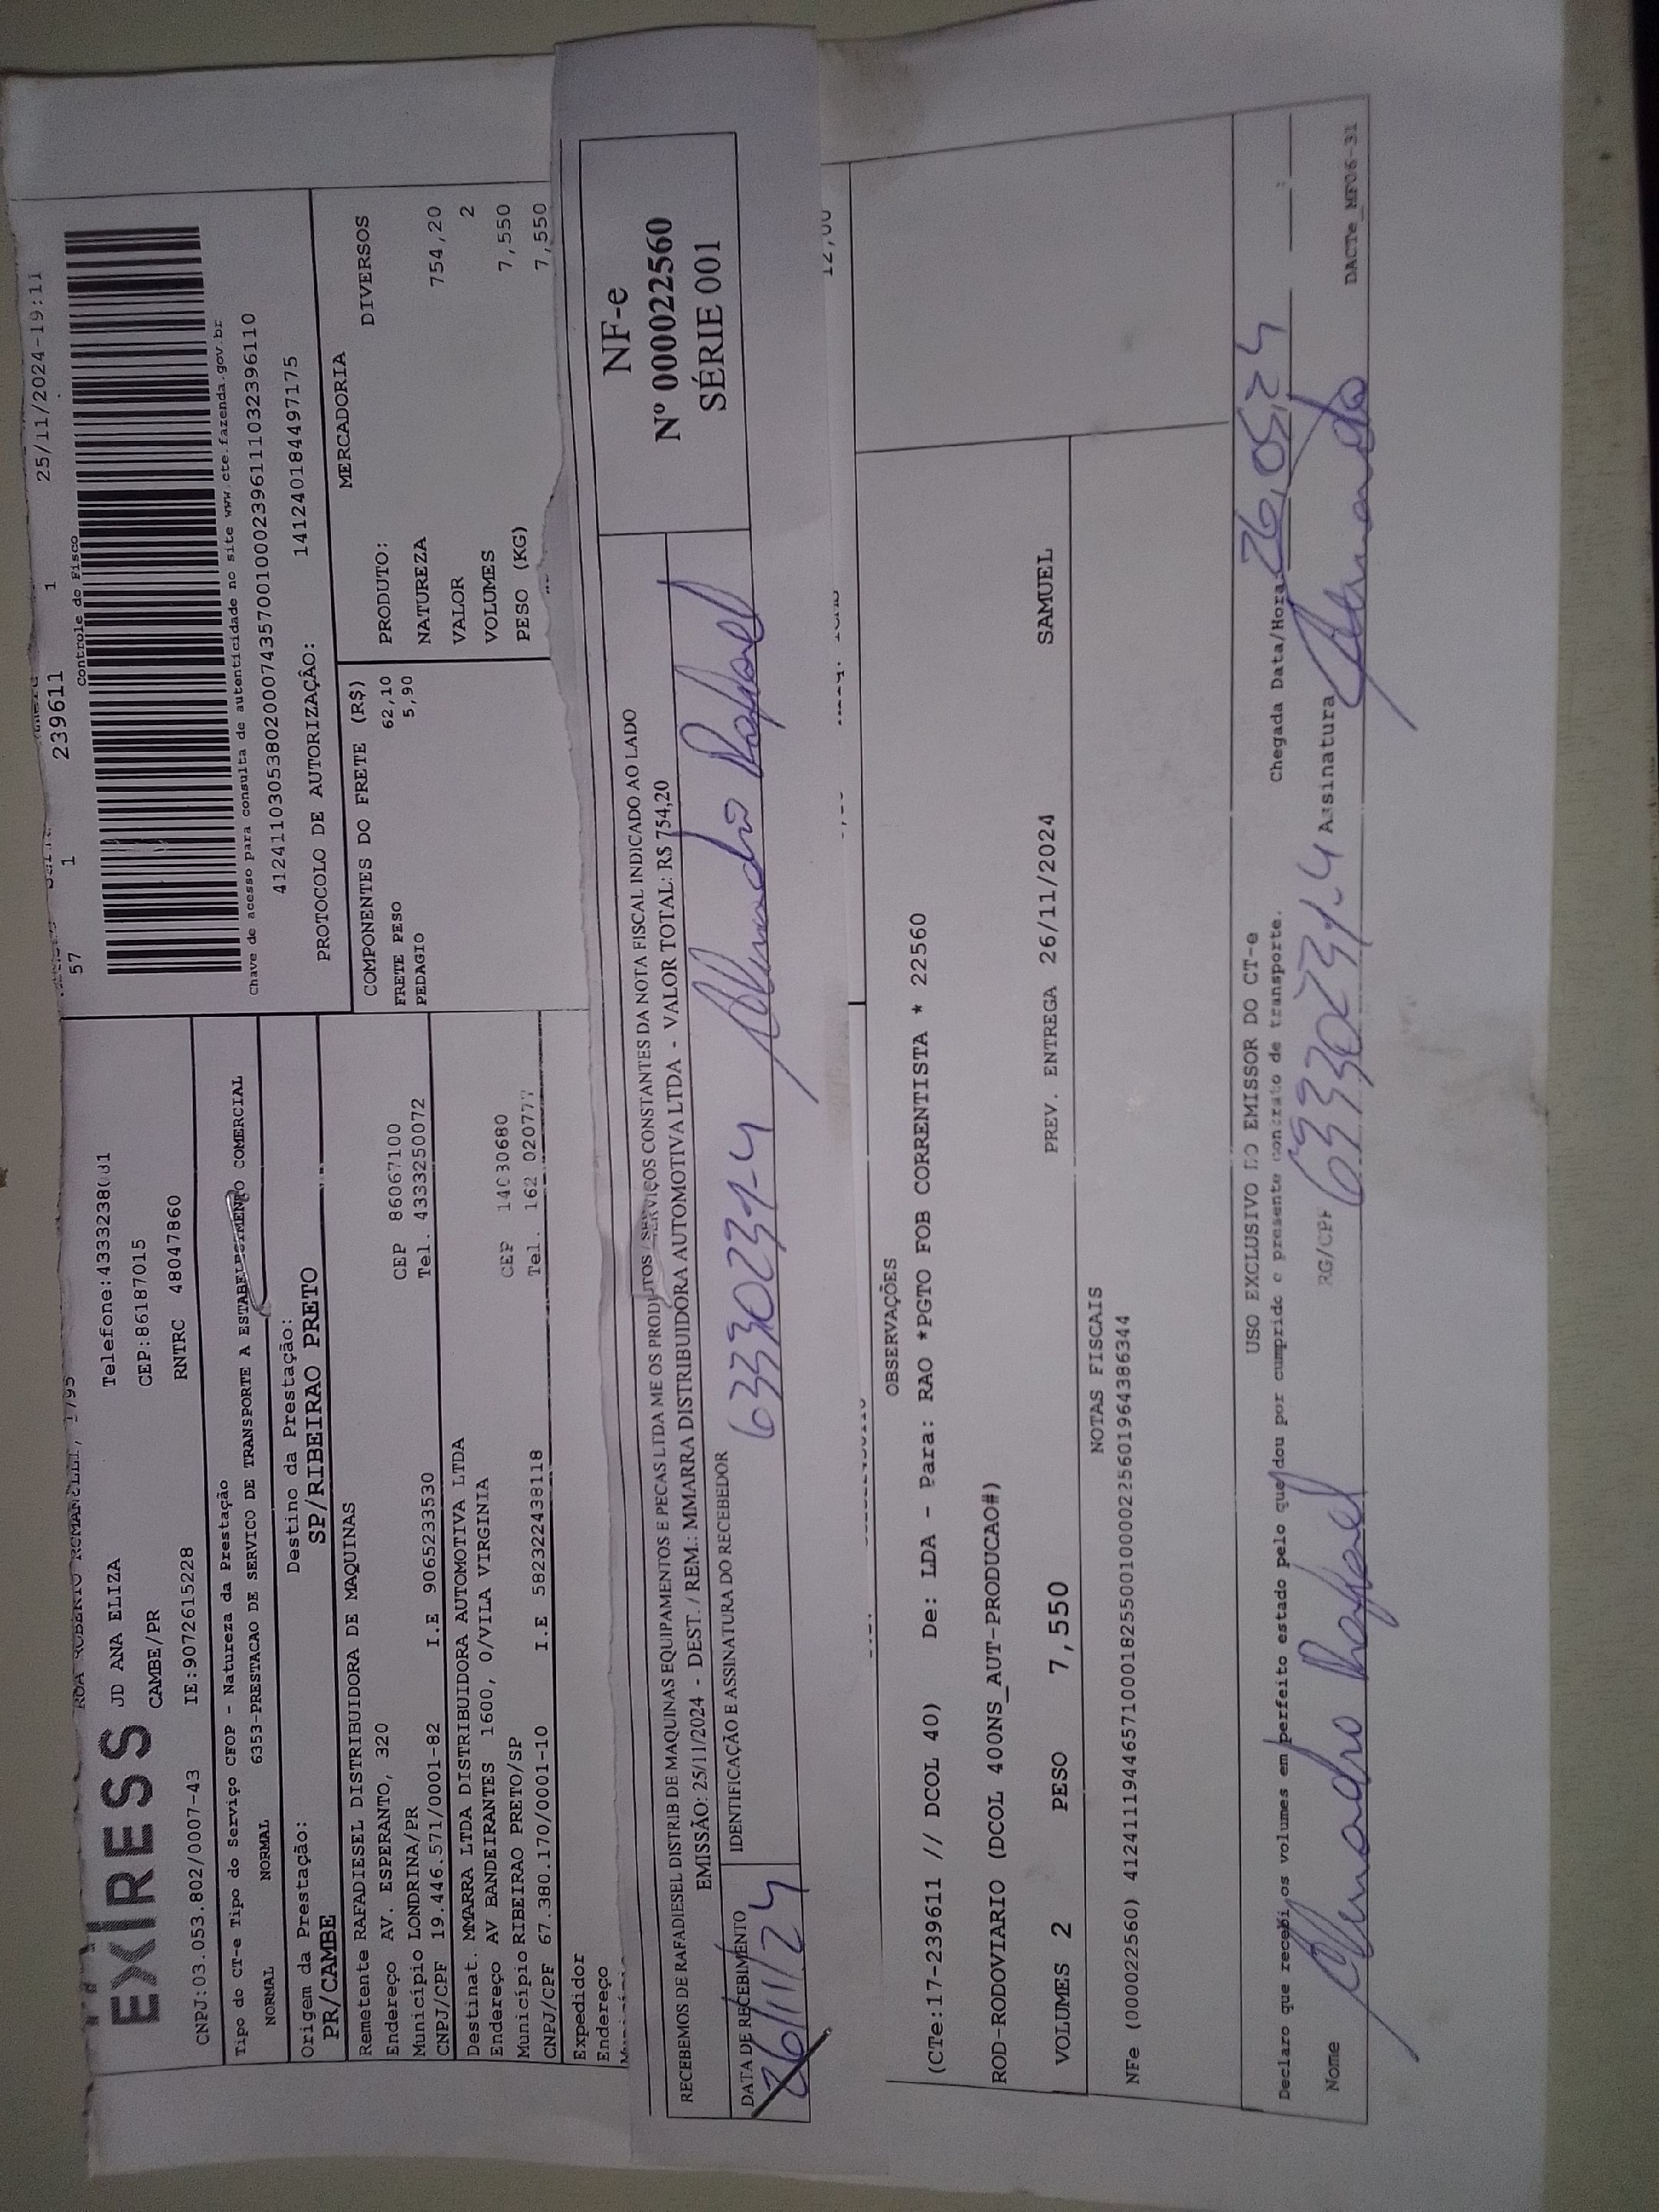 57 1 239611 1 25/11/2024-19:11
Controle do Fisco
EXPRESS
JD ANA ELIZA
CAMBE/PR
Telefone:
CEP:86187015
CNPJ:03.053.802/0007-43 IE:9072615228 RNTRC 48047860
Chave de acesso para consulta de autenticidade no site www.cte.fazenda.gov.br
41241103053802000743570010002396111032396110
PROTOCOLO DE AUTORIZAÇÃO: 141240184497175
Tipo do CT-e Tipo do Serviço CFOP - Natureza da Prestação
NORMAL NORMAL 6353-PRESTACAO DE SERVICO DE TRANSPORTE A ESTABELECIMENTO COMERCIAL
Origem da Prestação: Destino da Prestação:
PR/CAMBE SP/RIBEIRAO PRETO
Remetente RAFADIESEL DISTRIBUIDORA DE MAQUINAS
Endereço AV. ESPERANTO, 320 CEP 86067100
Município LONDRINA/PR Tel. 4333250072
CNPJ/CPF 19.446.571/0001-82 I.E 9065233530
Destinat. MMARRA LTDA DISTRIBUIDORA AUTOMOTIVA LTDA
Endereço AV BANDEIRANTES 1600, 0/VILA VIRGINIA CEP 14030680
Município RIBEIRAO PRETO/SP Tel. 162
CNPJ/CPF 67.380.170/0001-10 I.E 582322438118
Expedidor
Endereço
COMPONENTES DO FRETE (R$)
FRETE PESO 62,10
PEDAGIO 5,90
MERCADORIA
PRODUTO: DIVERSOS
NATUREZA
VALOR 754,20
VOLUMES 2
PESO (KG) 7,550
7,550
RECEBEMOS DE RAFADIESEL DISTRIB DE MAQUINAS EQUIPAMENTOS E PECAS LTDA ME OS PRODUTOS / SERVIÇOS CONSTANTES DA NOTA FISCAL INDICADO AO LADO
EMISSÃO: 25/11/2024 - DEST. / REM.: MMARRA DISTRIBUIDORA AUTOMOTIVA LTDA - VALOR TOTAL: R$ 754,20
DATA DE RECEBIMENTO IDENTIFICAÇÃO E ASSINATURA DO RECEBEDOR
26/11/24 6330231-4
NF-e
Nº 000022560
SÉRIE 001
12,00
OBSERVAÇÕES
(CTe:17-239611 // DCOL 40) De: LDA - Para: RAO *PGTO FOB CORRENTISTA * 22560
ROD-RODOVIARIO (DCOL 400NS_AUT-PRODUCAO#)
VOLUMES 2 PESO 7,550 PREV. ENTREGA 26/11/2024 SAMUEL
NOTAS FISCAIS
NFe (000022560) 41241119446571000182550010000225601964386344
USO EXCLUSIVO DO EMISSOR DO CT-e
Declaro que recebi os volumes em perfeito estado pelo que dou por cumprido o presente contrato de transporte. Chegada Data/Hora 26,05,24
Nome RG/CPF Assinatura
DACTe_MF06-31